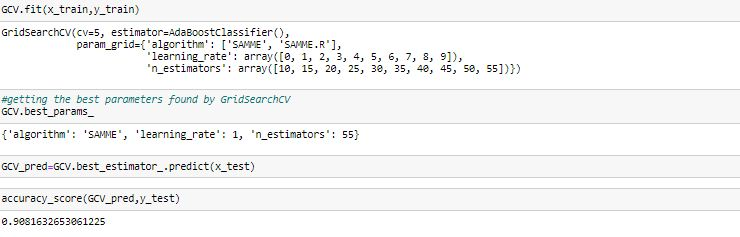 GCV.fit(x_train,y_train)
GridSearchCV(cv=5, estimator=AdaBoostClassifier(),
param_grid={'algorithm': ['SAMME', 'SAMME.R'],
'learning_rate': array([0, 1, 2, 3, 4, 5, 6, 7, 8, 9]),
'n_estimators': array([10, 15, 20, 25, 30, 35, 40, 45, 50, 55])})
#getting the best parameters found by GridSearchCV
GCV.best_params_
{'algorithm': 'SAMME', 'learning_rate': 1, 'n_estimators': 55}
GCV_pred=GCV.best_estimator_.predict(x_test)
accuracy_score(GCV_pred,y_test)
0.9081632653061225